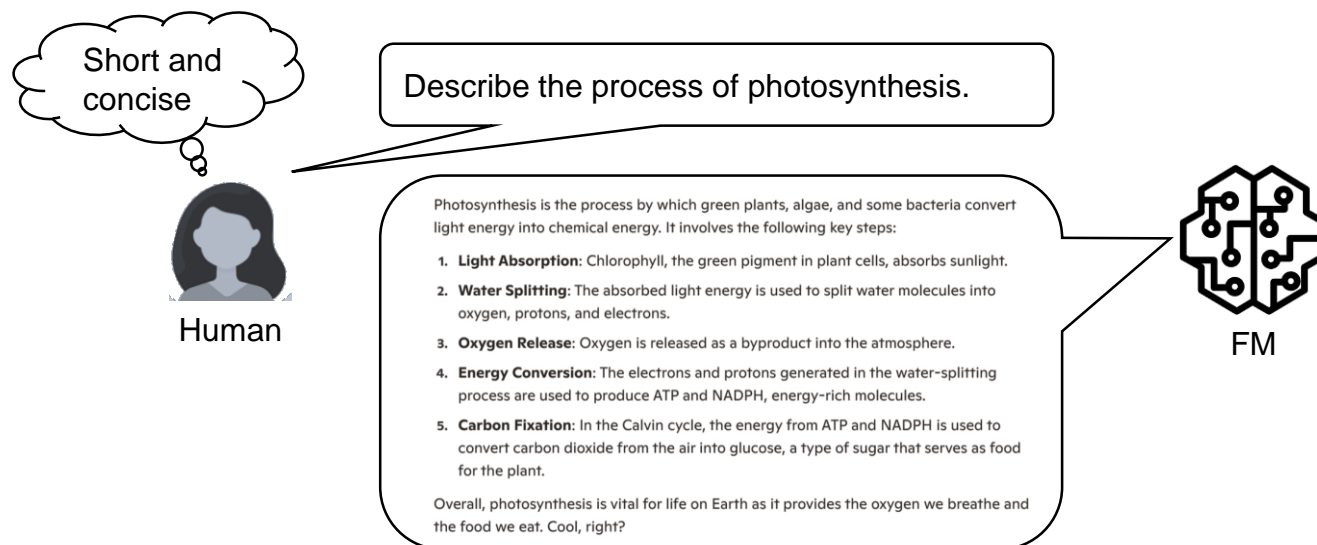 Short and
concise
Describe the process of photosynthesis.
Human
Photosynthesis is the process by which green plants, algae, and some bacteria convert
light energy into chemical energy. It involves the following key steps:
1. Light Absorption: Chlorophyll, the green pigment in plant cells, absorbs sunlight.
2. Water Splitting: The absorbed light energy is used to split water molecules into
oxygen, protons, and electrons.
3. Oxygen Release: Oxygen is released as a byproduct into the atmosphere.
4. Energy Conversion: The electrons and protons generated in the water-splitting
process are used to produce ATP and NADPH, energy-rich molecules.
5. Carbon Fixation: In the Calvin cycle, the energy from ATP and NADPH is used to
convert carbon dioxide from the air into glucose, a type of sugar that serves as food
for the plant.
Overall, photosynthesis is vital for life on Earth as it provides the oxygen we breathe and
the food we eat. Cool, right?
FM